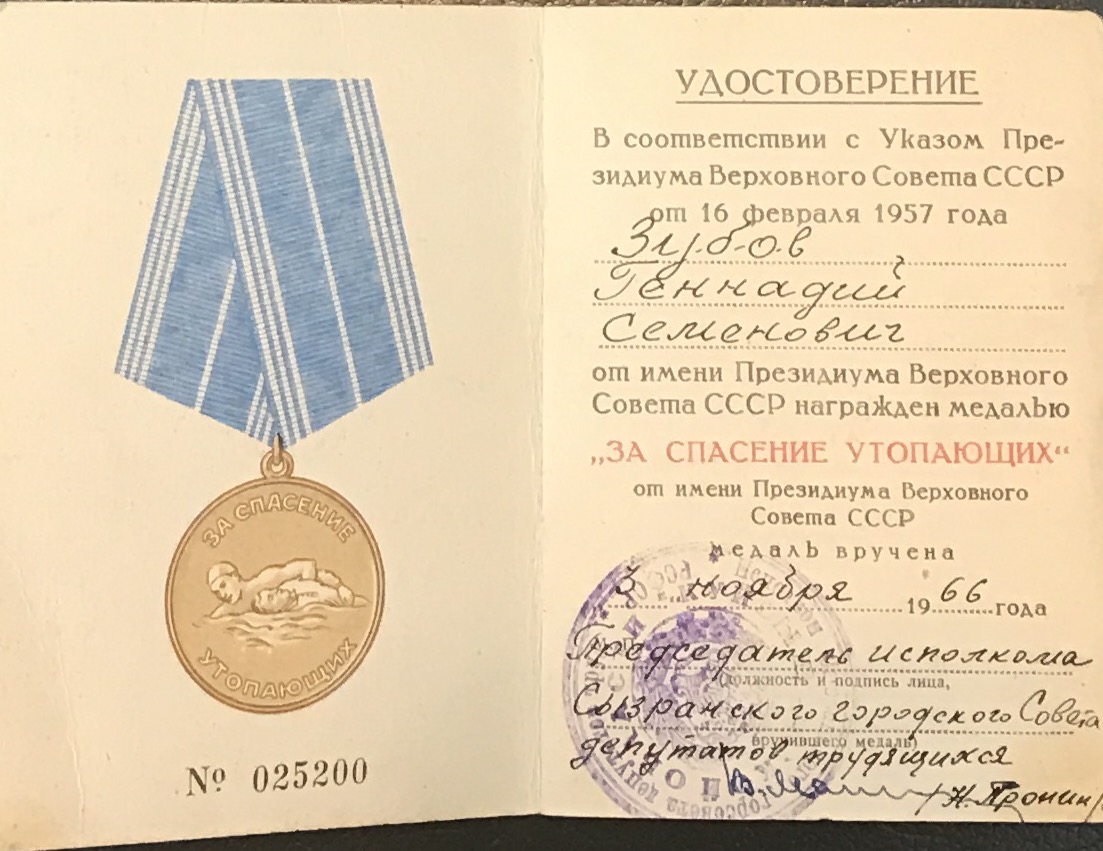 ЗА СПАСЕНИЕ
УТОПАЮЩИХ
№ 025200
УДОСТОВЕРЕНИЕ
В соответствии с Указом Пре-
зидиума Верховного Совета СССР
от 16 февраля 1957 года
Зубов
Геннадий
Семенович
от имени Президиума Верховного
Совета СССР награжден медалью
„ЗА СПАСЕНИЕ УТОПАЮЩИХ“
от имени Президиума Верховного
Совета СССР
медаль вручена
3 ноября 1966 года
Председатель исполкома
(должность и подпись лица,
Сызранского городского Совета
вручившего медаль)
депутатов трудящихся
Н. Пронин